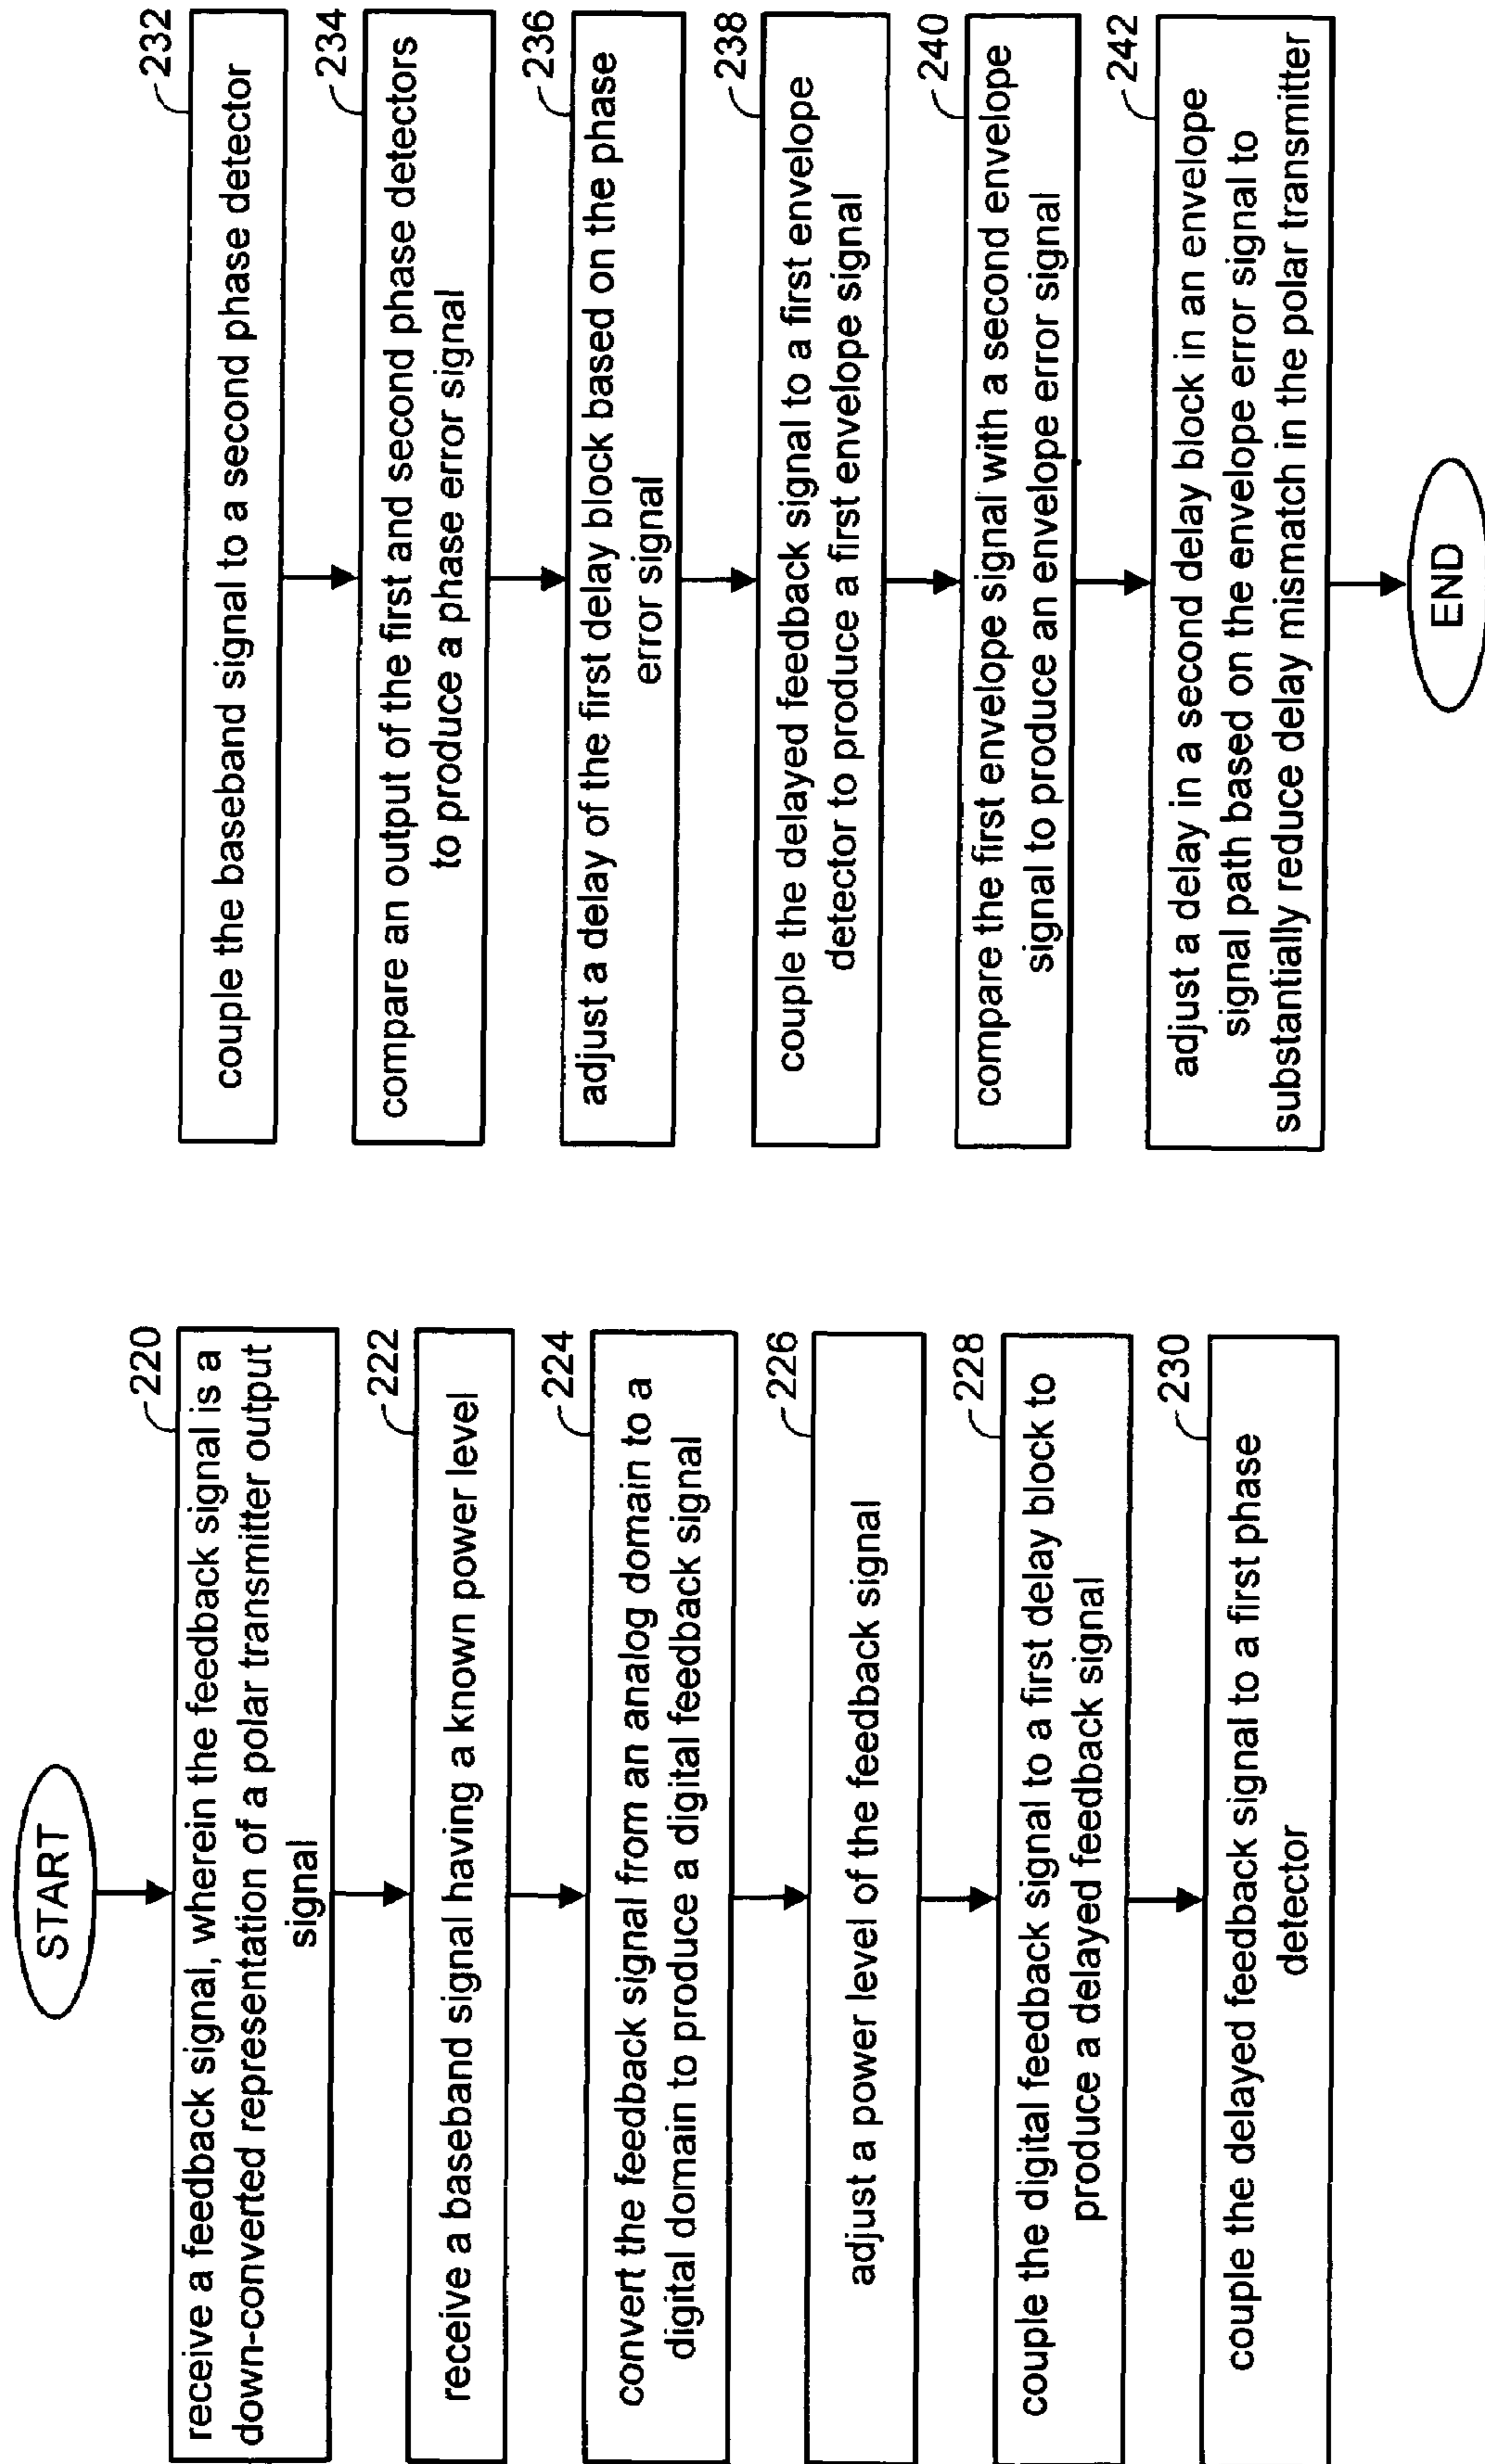 START
220
receive a feedback signal, wherein the feedback signal is a
down-converted representation of a polar transmitter output
signal
222
receive a baseband signal having a known power level
224
convert the feedback signal from an analog domain to a
digital domain to produce a digital feedback signal
226
adjust a power level of the feedback signal
228
couple the digital feedback signal to a first delay block to
produce a delayed feedback signal
230
couple the delayed feedback signal to a first phase
detector
232
couple the baseband signal to a second phase detector
234
compare an output of the first and second phase detectors
to produce a phase error signal
236
adjust a delay of the first delay block based on the phase
error signal
238
couple the delayed feedback signal to a first envelope
detector to produce a first envelope signal
240
compare the first envelope signal with a second envelope
signal to produce an envelope error signal
242
adjust a delay in a second delay block in an envelope
signal path based on the envelope error signal to
substantially reduce delay mismatch in the polar transmitter
END